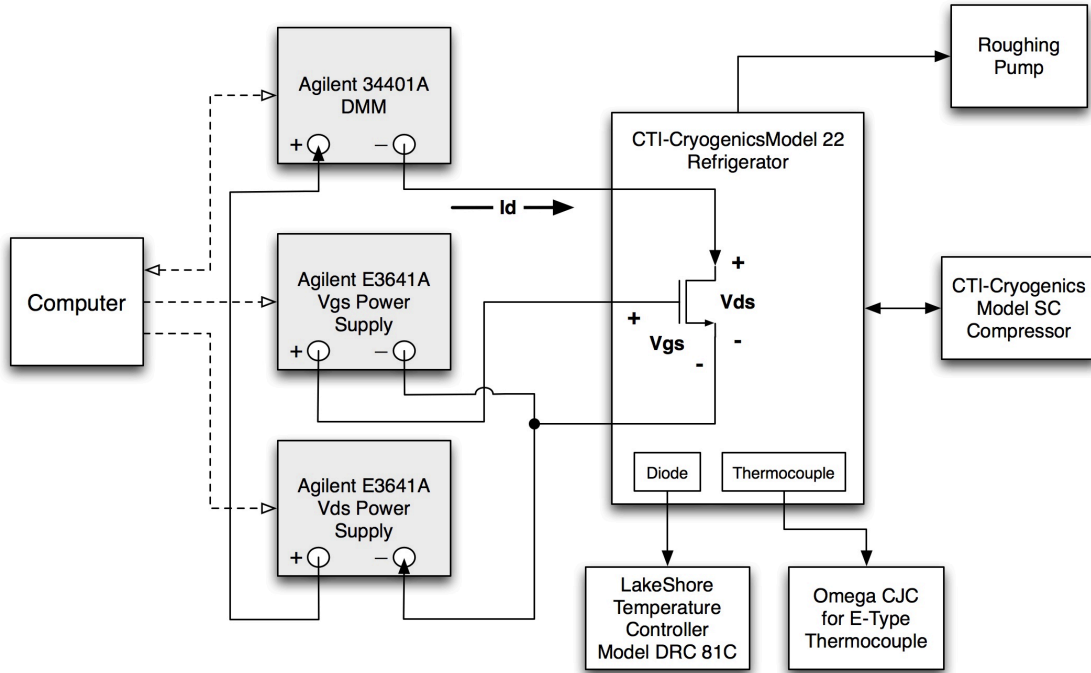 Roughing
Pump
Agilent 34401A
DMM
+ −
CTI-CryogenicsModel 22
Refrigerator
Id
Computer
Agilent E3641A
Vgs Power
Supply
+ −
+
Vds
+
Vgs
-
-
CTI-Cryogenics
Model SC
Compressor
Agilent E3641A
Vds Power
Supply
+ −
Diode
Thermocouple
LakeShore
Temperature
Controller
Model DRC 81C
Omega CJC
for E-Type
Thermocouple